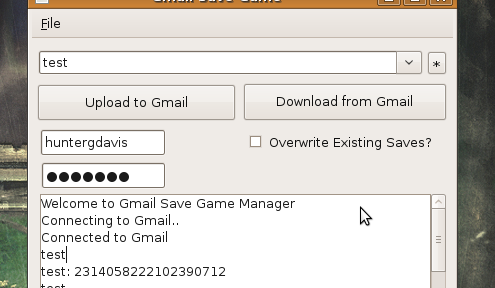 Gmail Save Game
File
test
*
Upload to Gmail
Download from Gmail
huntergdavis
Overwrite Existing Saves?
●●●●●●●
Welcome to Gmail Save Game Manager
Connecting to Gmail..
Connected to Gmail
test
test: 2314058222102390712